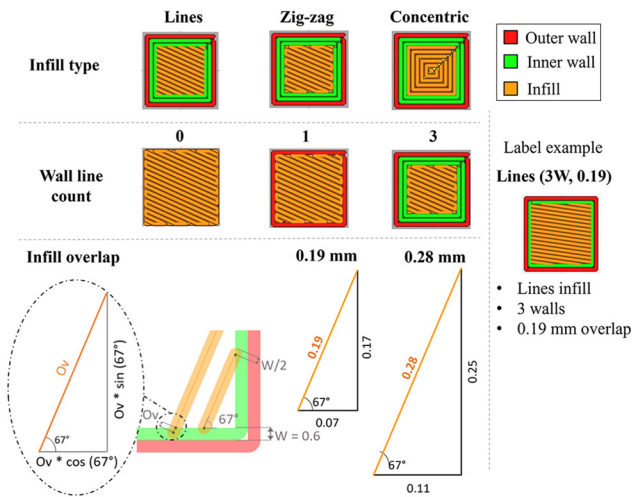 Lines
Zig-zag
Concentric
Infill type
Outer wall
Inner wall
Infill
0
1
3
Wall line
count
Label example
Lines (3W, 0.19)
• Lines infill
• 3 walls
• 0.19 mm overlap
Infill overlap
0.19 mm
0.28 mm
Ov
Ov * sin (67°)
67°
Ov * cos (67°)
Ov
67°
W/2
W = 0.6
0.19
0.17
67°
0.07
0.28
0.25
67°
0.11